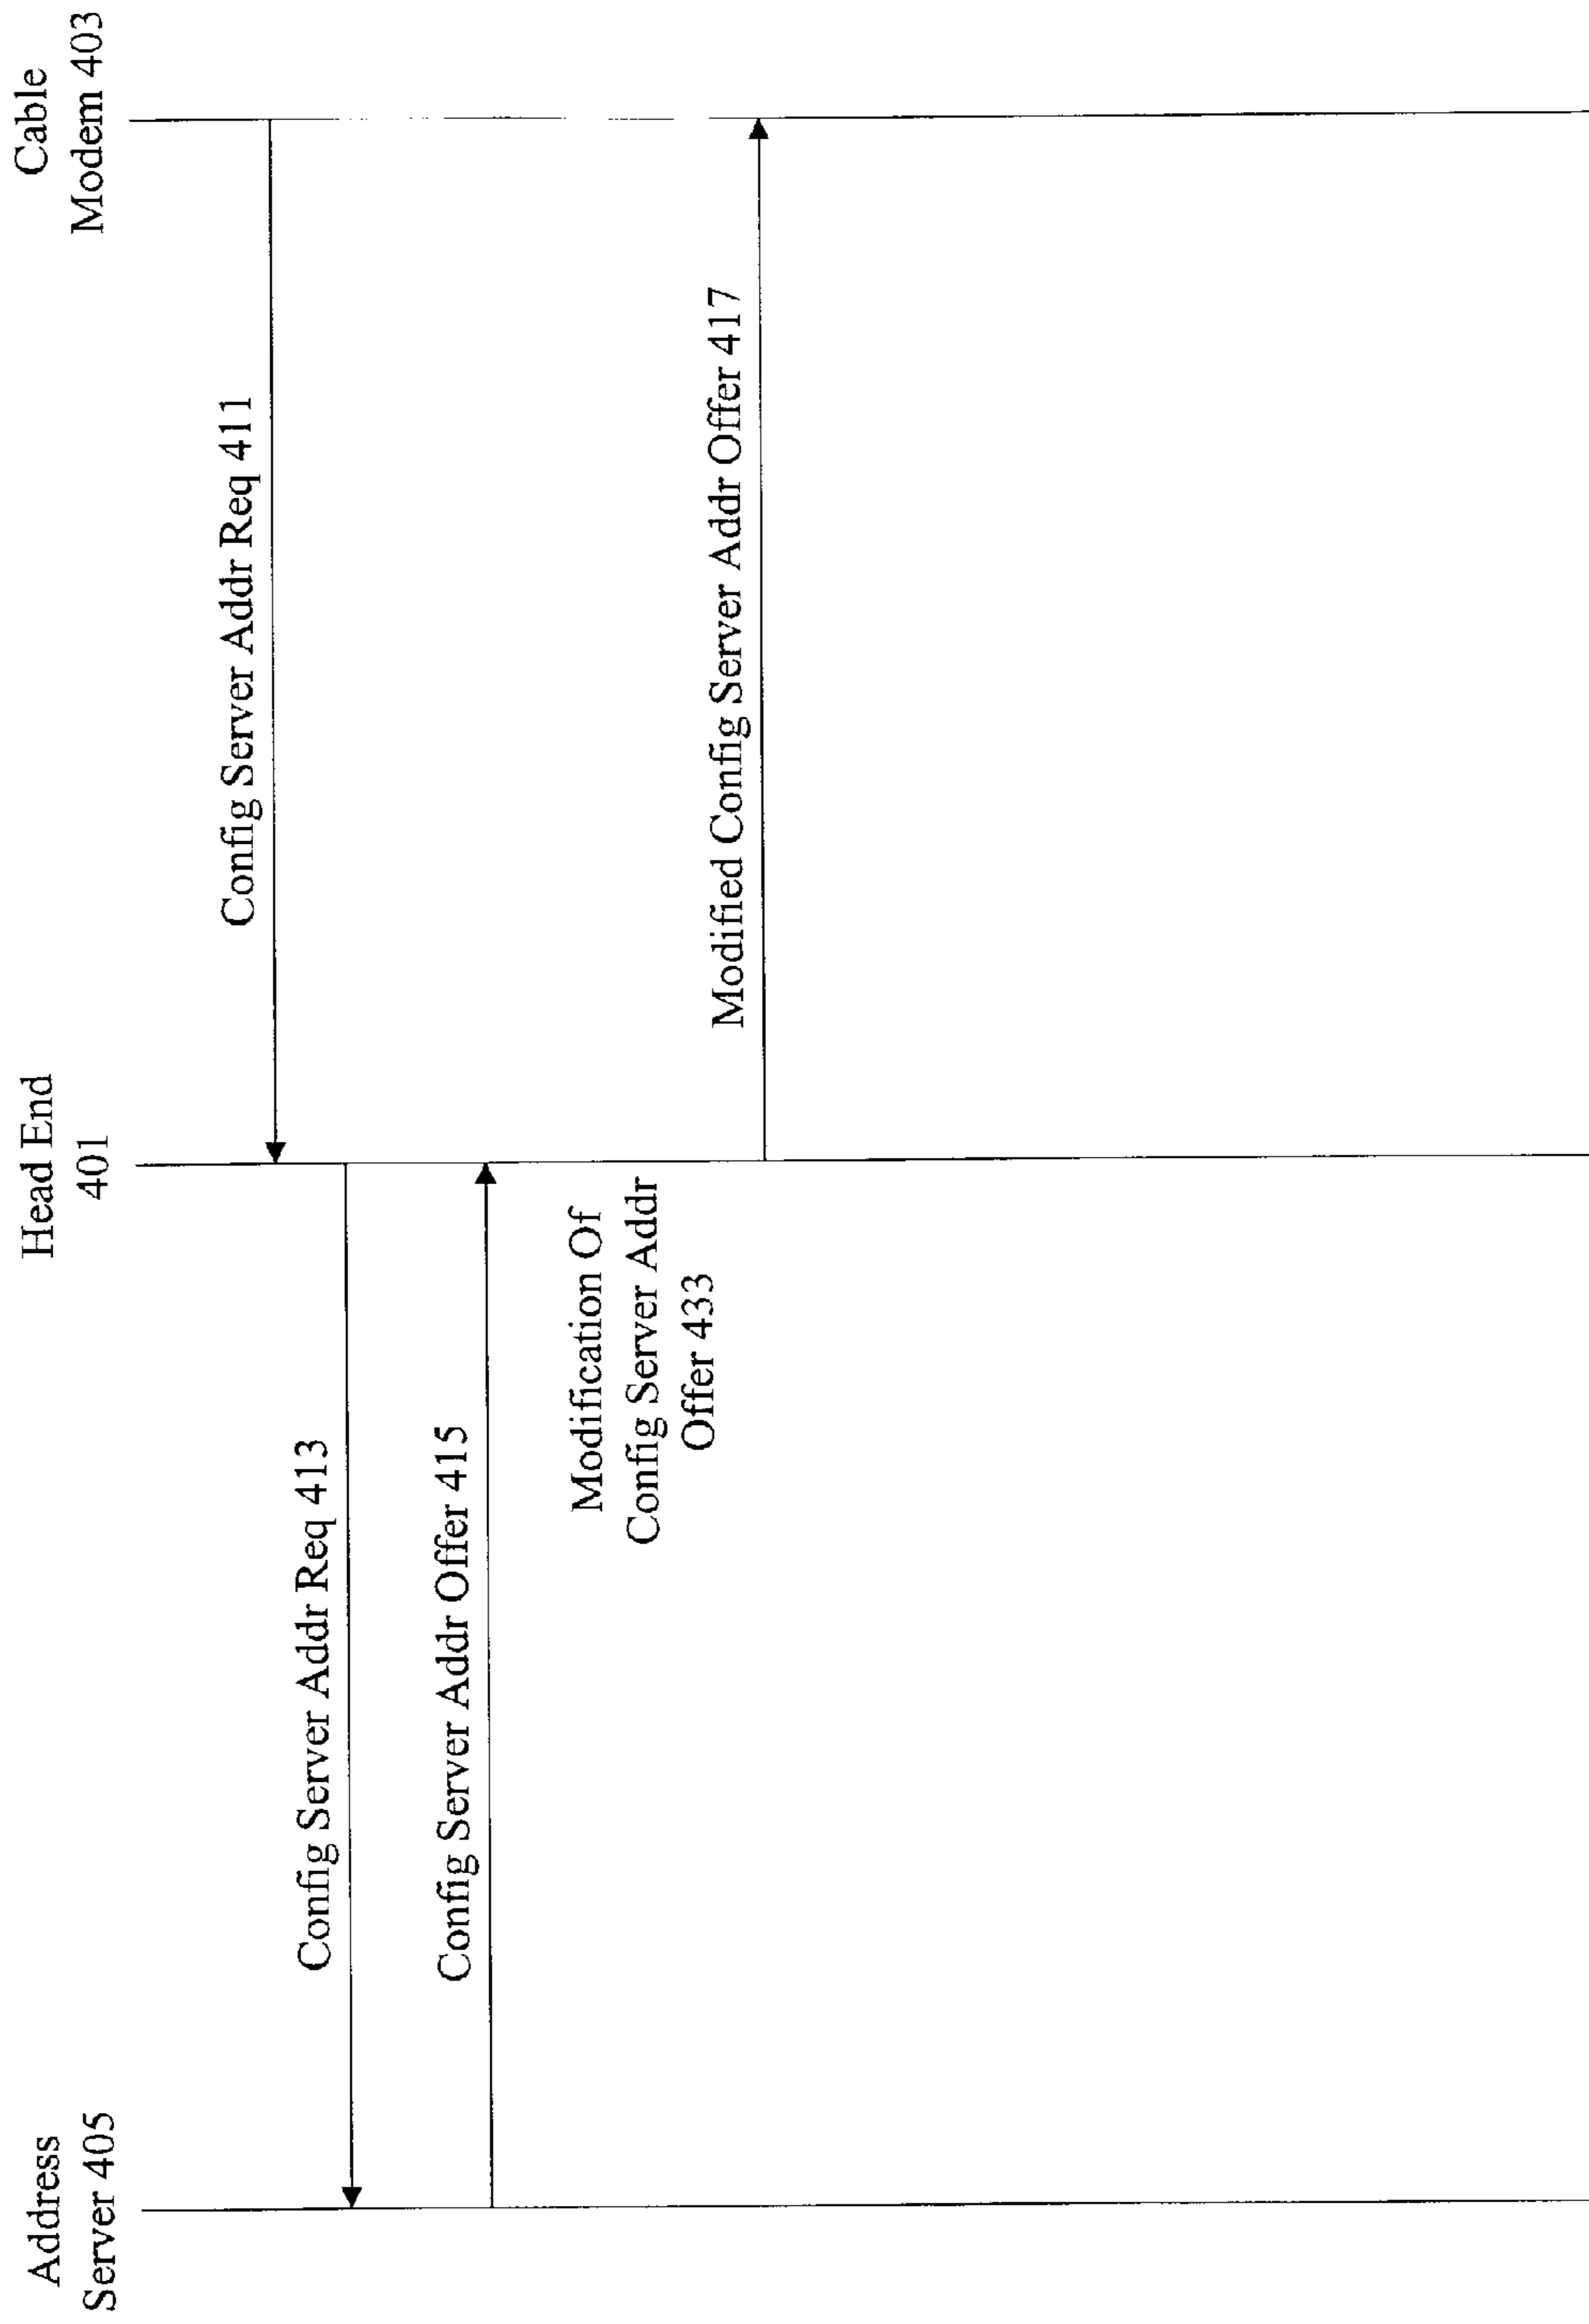 Address
Server 405
Head End
401
Cable
Modem 403
Config Server Addr Req 411
Config Server Addr Req 413
Config Server Addr Offer 415
Modification Of
Config Server Addr
Offer 433
Modified Config Server Addr Offer 417